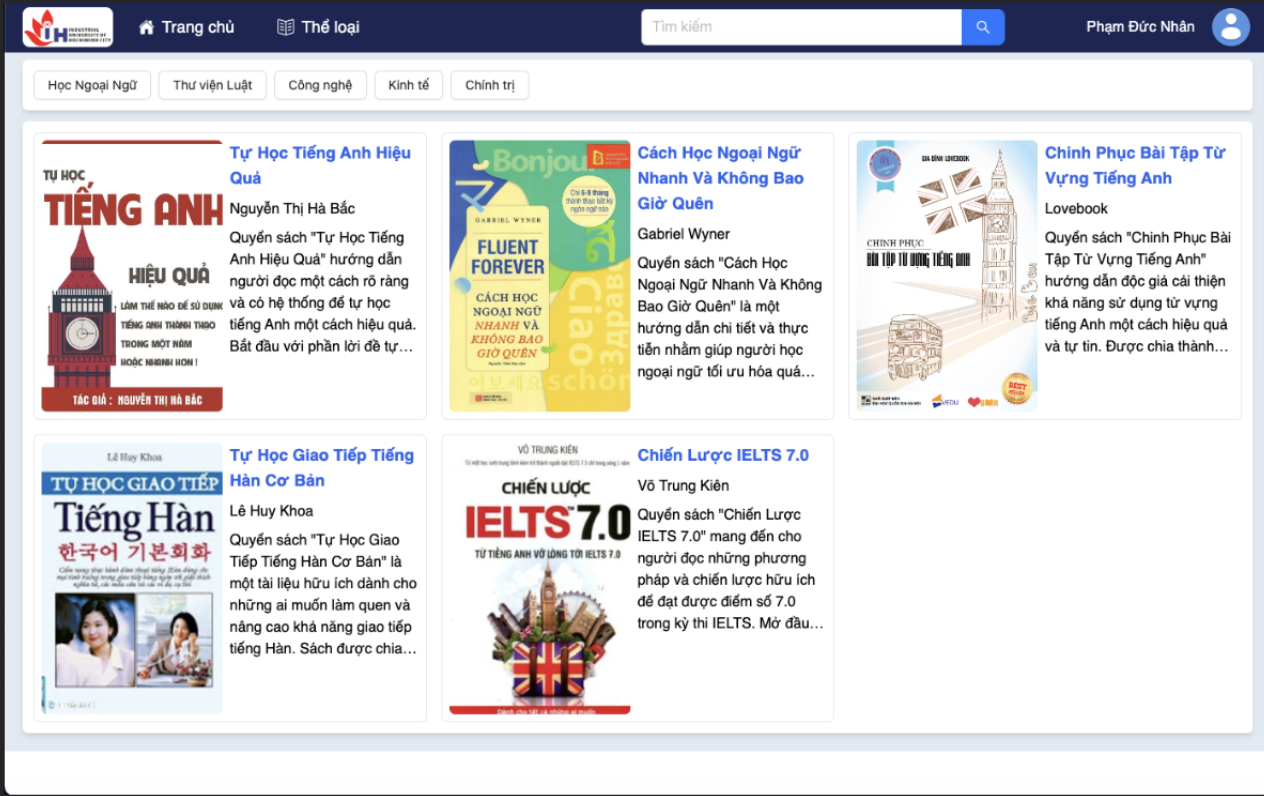 INDUSTRIAL
UNIVERSITY OF
HOCHIMINH CITY
Trang chủ
Thể loại
Tìm kiếm
Phạm Đức Nhân
Học Ngoại Ngữ
Thư viện Luật
Công nghệ
Kinh tế
Chính trị
TỰ HỌC
TIẾNG ANH
HIỆU QUẢ
LÀM THẾ NÀO ĐỂ SỬ DỤNG
TIẾNG ANH THÀNH THẠO
TRONG MỘT NĂM
HOẶC NHANH HƠN !
TÁC GIẢ : NGUYỄN THỊ HÀ BẮC
Tự Học Tiếng Anh Hiệu
Quả
Nguyễn Thị Hà Bắc
Quyển sách "Tự Học Tiếng
Anh Hiệu Quả" hướng dẫn
người đọc một cách rõ ràng
và có hệ thống để tự học
tiếng Anh một cách hiệu quả.
Bắt đầu với phần lời đề tự...
Bonjou
Chỉ 6-8 tháng
thành thạo bất kỳ
ngôn ngữ nào
GABRIEL WYNER
FLUENT
FOREVER
CÁCH HỌC
NGOẠI NGỮ
NHANH VÀ
KHÔNG BAO
GIỜ QUÊN
Ciao
Здрав
schön
Cách Học Ngoại Ngữ
Nhanh Và Không Bao
Giờ Quên
Gabriel Wyner
Quyển sách "Cách Học
Ngoại Ngữ Nhanh Và Không
Bao Giờ Quên" là một
hướng dẫn chi tiết và thực
tiễn nhằm giúp người học
ngoại ngữ tối ưu hóa quá...
GIA ĐÌNH LOVEBOOK
CHINH PHỤC
BÀI TẬP TỪ VỰNG TIẾNG ANH
Big Ben
BEST
SELLER
VEDU
Chinh Phục Bài Tập Từ
Vựng Tiếng Anh
Lovebook
Quyển sách "Chinh Phục Bài
Tập Từ Vựng Tiếng Anh"
hướng dẫn độc giả cải thiện
khả năng sử dụng từ vựng
tiếng Anh một cách hiệu quả
và tự tin. Được chia thành...
Lê Huy Khoa
TỰ HỌC GIAO TIẾP
Tiếng Hàn
한국어 기본회화
Tự Học Giao Tiếp Tiếng
Hàn Cơ Bản
Lê Huy Khoa
Quyển sách "Tự Học Giao
Tiếp Tiếng Hàn Cơ Bản" là
một tài liệu hữu ích dành cho
những ai muốn làm quen và
nâng cao khả năng giao tiếp
tiếng Hàn. Sách được chia...
VÕ TRUNG KIÊN
CHIẾN LƯỢC
IELTS 7.0
TỪ TIẾNG ANH VỠ LÒNG TỚI IELTS 7.0
Dành cho tất cả những ai muốn
Chiến Lược IELTS 7.0
Võ Trung Kiên
Quyển sách "Chiến Lược
IELTS 7.0" mang đến cho
người đọc những phương
pháp và chiến lược hữu ích
để đạt được điểm số 7.0
trong kỳ thi IELTS. Mở đầu...